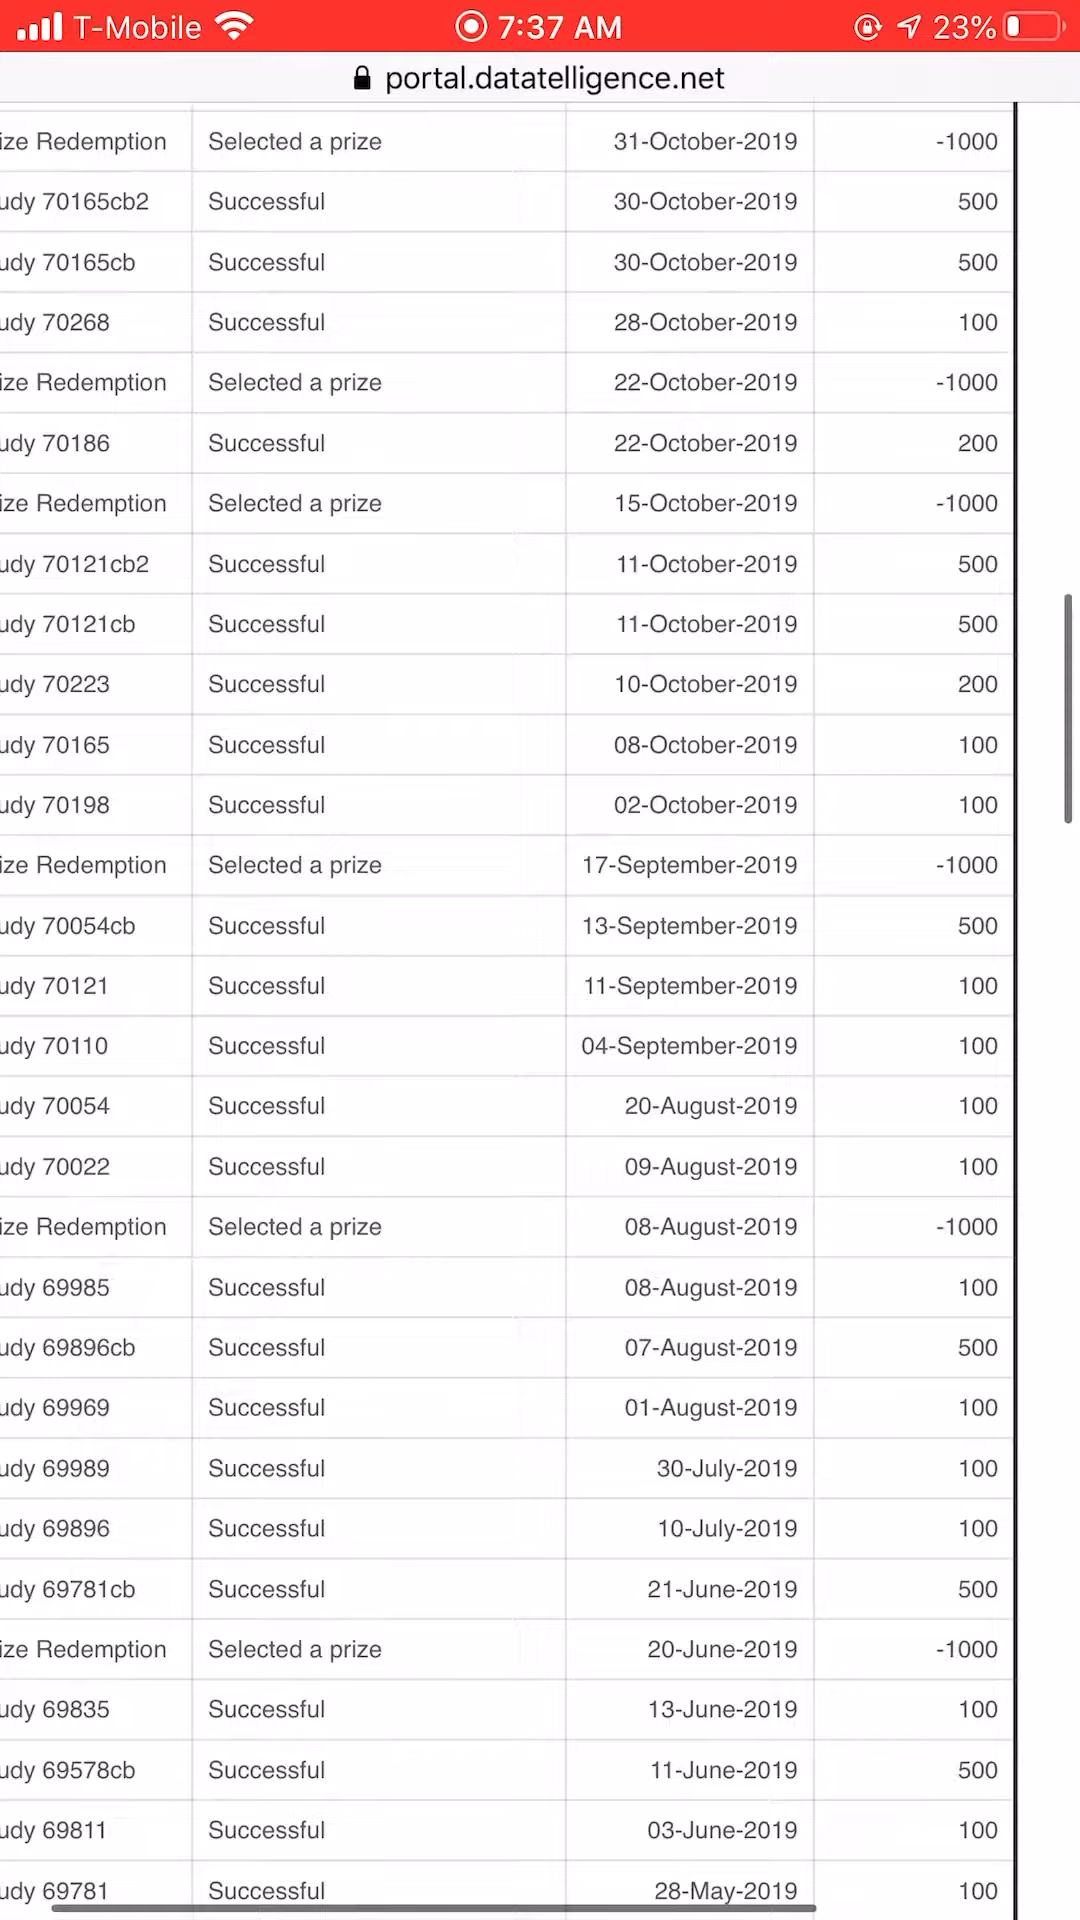 T-Mobile 7:37 AM 23%
portal.datatelligence.net
ize Redemption Selected a prize 31-October-2019 -1000
udy 70165cb2 Successful 30-October-2019 500
udy 70165cb Successful 30-October-2019 500
udy 70268 Successful 28-October-2019 100
ize Redemption Selected a prize 22-October-2019 -1000
udy 70186 Successful 22-October-2019 200
ize Redemption Selected a prize 15-October-2019 -1000
udy 70121cb2 Successful 11-October-2019 500
udy 70121cb Successful 11-October-2019 500
udy 70223 Successful 10-October-2019 200
udy 70165 Successful 08-October-2019 100
udy 70198 Successful 02-October-2019 100
ize Redemption Selected a prize 17-September-2019 -1000
udy 70054cb Successful 13-September-2019 500
udy 70121 Successful 11-September-2019 100
udy 70110 Successful 04-September-2019 100
udy 70054 Successful 20-August-2019 100
udy 70022 Successful 09-August-2019 100
ize Redemption Selected a prize 08-August-2019 -1000
udy 69985 Successful 08-August-2019 100
udy 69896cb Successful 07-August-2019 500
udy 69969 Successful 01-August-2019 100
udy 69989 Successful 30-July-2019 100
udy 69896 Successful 10-July-2019 100
udy 69781cb Successful 21-June-2019 500
ize Redemption Selected a prize 20-June-2019 -1000
udy 69835 Successful 13-June-2019 100
udy 69578cb Successful 11-June-2019 500
udy 69811 Successful 03-June-2019 100
udy 69781 Successful 28-May-2019 100